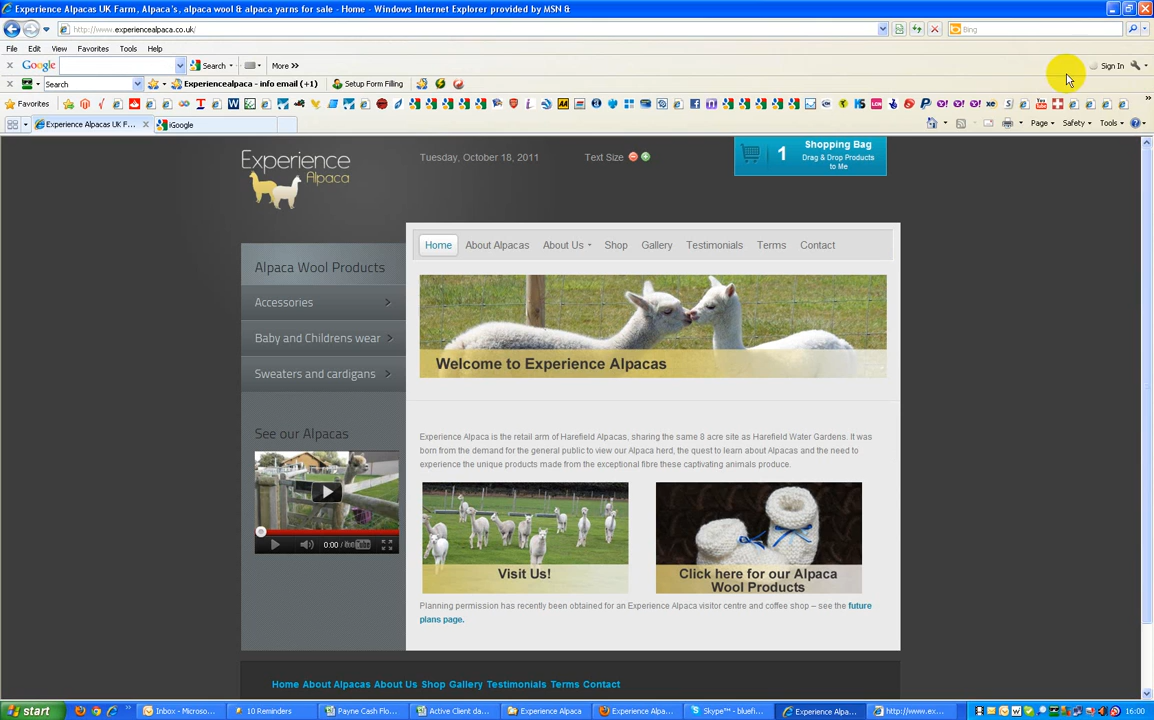 Experience Alpacas UK Farm, Alpaca's, alpaca wool & alpaca yarns for sale - Home - Windows Internet Explorer provided by MSN &
http://www.experiencealpaca.co.uk/
Bing
File Edit View Favorites Tools Help
Google Search More »
Sign In
Search Experiencealpaca - info email (+1) Setup Form Filling
Favorites
Experience Alpacas UK F... iGoogle
Page Safety Tools
Experience Alpaca
Tuesday, October 18, 2011
Text Size
1 Shopping Bag
Drag & Drop Products
to Me
Home About Alpacas About Us Shop Gallery Testimonials Terms Contact
Alpaca Wool Products
Accessories
Baby and Childrens wear
Sweaters and cardigans
Welcome to Experience Alpacas
See our Alpacas
0:00
Experience Alpaca is the retail arm of Harefield Alpacas, sharing the same 8 acre site as Harefield Water Gardens. It was
born from the demand for the general public to view our Alpaca herd, the quest to learn about Alpacas and the need to
experience the unique products made from the exceptional fibre these captivating animals produce.
Visit Us!
Click here for our Alpaca
Wool Products
Planning permission has recently been obtained for an Experience Alpaca visitor centre and coffee shop – see the future
plans page.
Home About Alpacas About Us Shop Gallery Testimonials Terms Contact
start Inbox - Microso... 10 Reminders Payne Cash Flo... Active Client da... Experience Alpaca Experience Alpa... Skype™ - bluefi... Experience Alpa... http://www.ex... 16:00